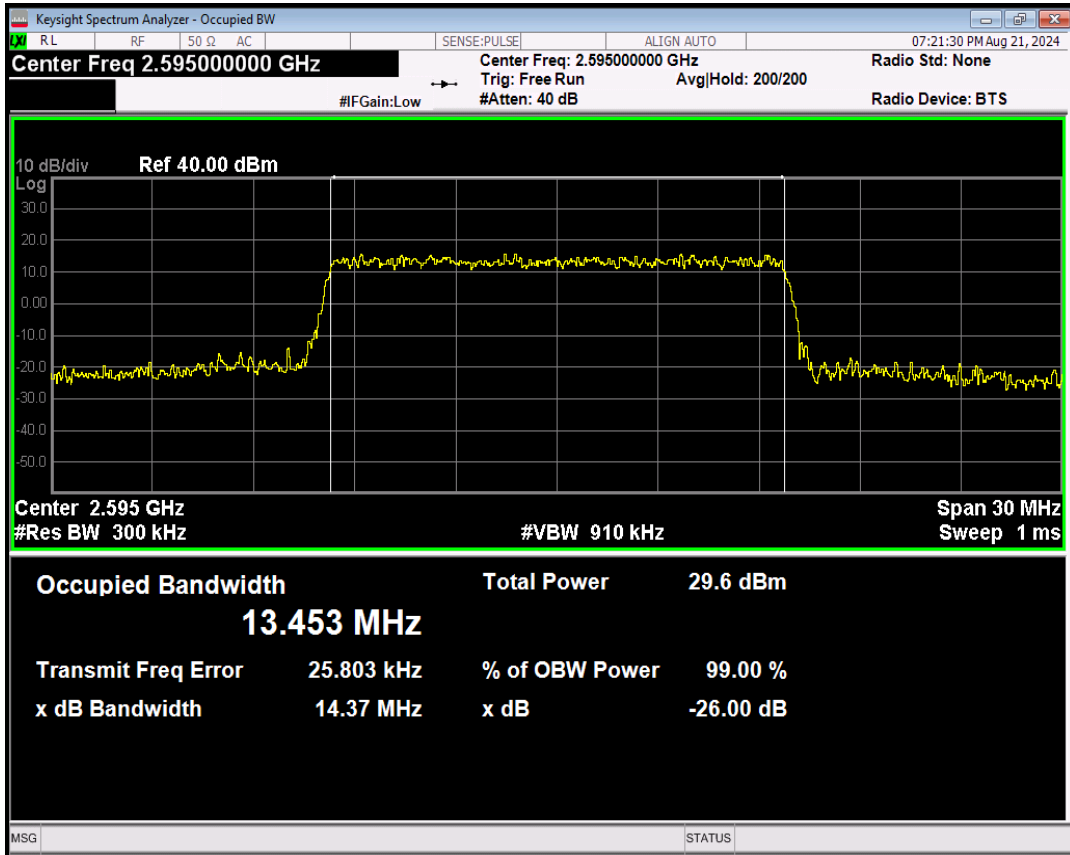 Keysight Spectrum Analyzer - Occupied BW
LXI RL RF 50 Ω AC SENSE:PULSE ALIGN AUTO 07:21:30 PM Aug 21, 2024
Center Freq 2.595000000 GHz Center Freq: 2.595000000 GHz Radio Std: None
Trig: Free Run Avg|Hold: 200/200
#IFGain:Low #Atten: 40 dB Radio Device: BTS
10 dB/div Ref 40.00 dBm
Log
30.0
20.0
10.0
0.00
-10.0
-20.0
-30.0
-40.0
-50.0
Center 2.595 GHz Span 30 MHz
#Res BW 300 kHz #VBW 910 kHz Sweep 1 ms
Occupied Bandwidth Total Power 29.6 dBm
13.453 MHz
Transmit Freq Error 25.803 kHz % of OBW Power 99.00 %
x dB Bandwidth 14.37 MHz x dB -26.00 dB
MSG STATUS